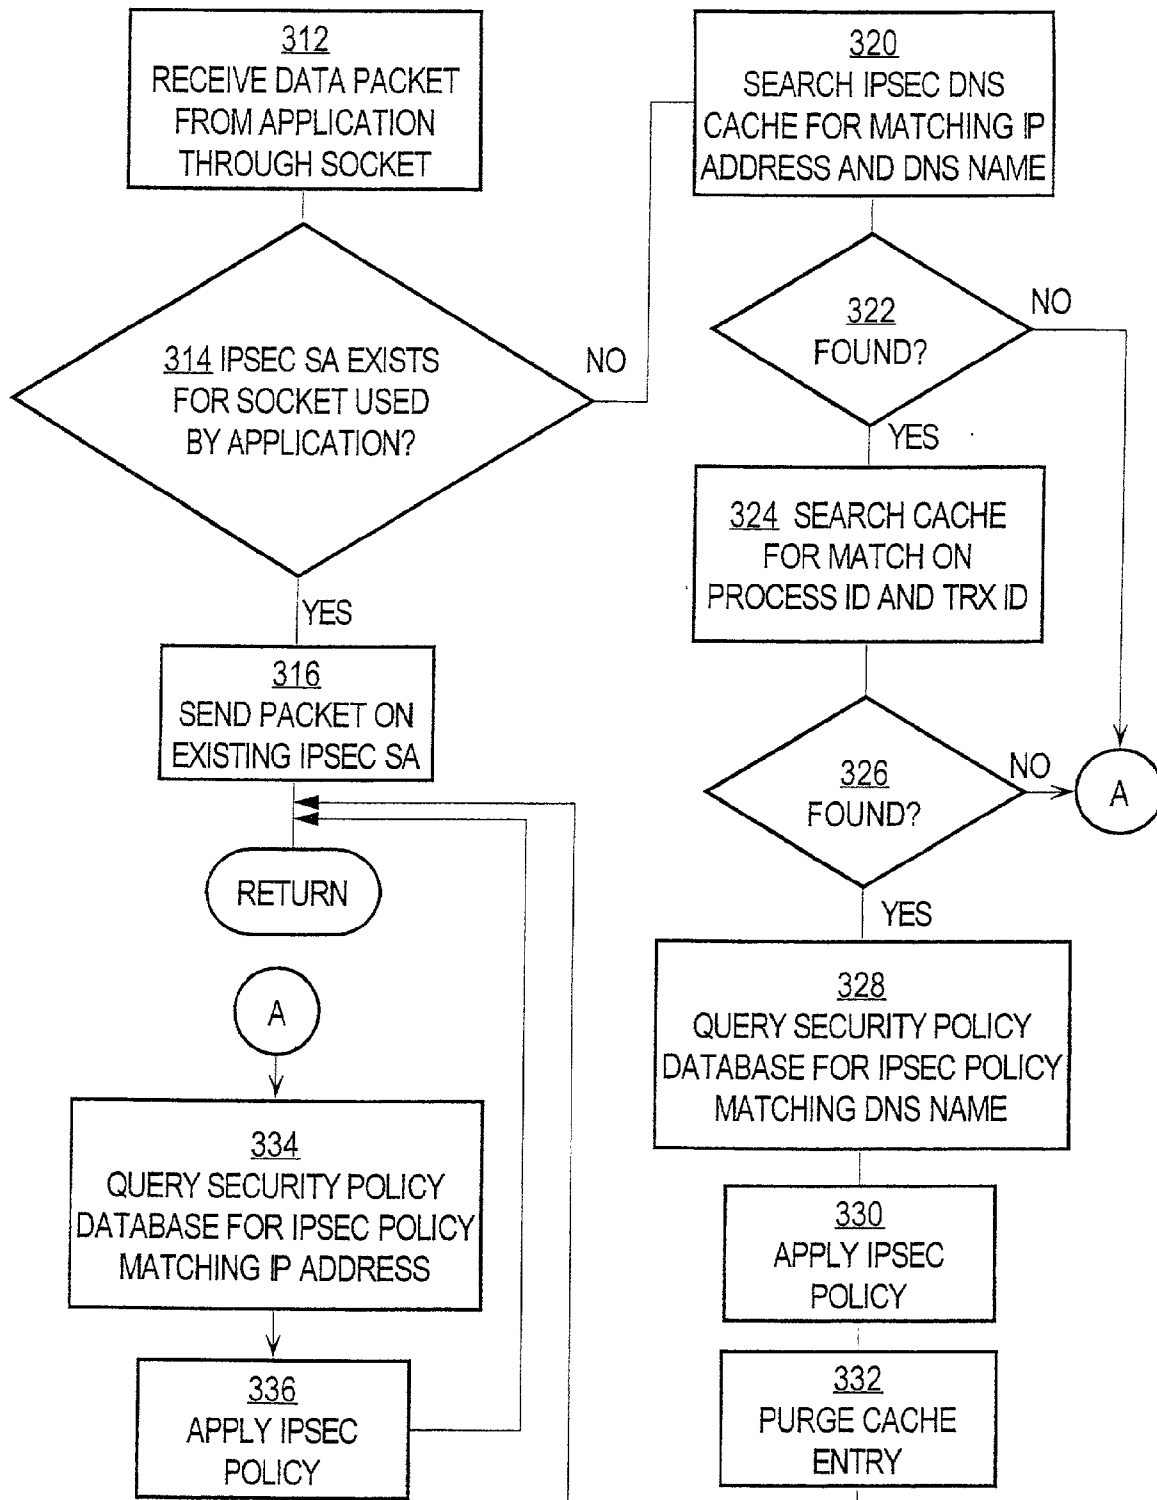 312
RECEIVE DATA PACKET
FROM APPLICATION
THROUGH SOCKET
314 IPSEC SA EXISTS
FOR SOCKET USED
BY APPLICATION?
NO
YES
316
SEND PACKET ON
EXISTING IPSEC SA
RETURN
A
334
QUERY SECURITY POLICY
DATABASE FOR IPSEC POLICY
MATCHING IP ADDRESS
336
APPLY IPSEC
POLICY
320
SEARCH IPSEC DNS
CACHE FOR MATCHING IP
ADDRESS AND DNS NAME
322
FOUND?
NO
YES
324 SEARCH CACHE
FOR MATCH ON
PROCESS ID AND TRX ID
326
FOUND?
NO
A
YES
328
QUERY SECURITY POLICY
DATABASE FOR IPSEC POLICY
MATCHING DNS NAME
330
APPLY IPSEC
POLICY
332
PURGE CACHE
ENTRY